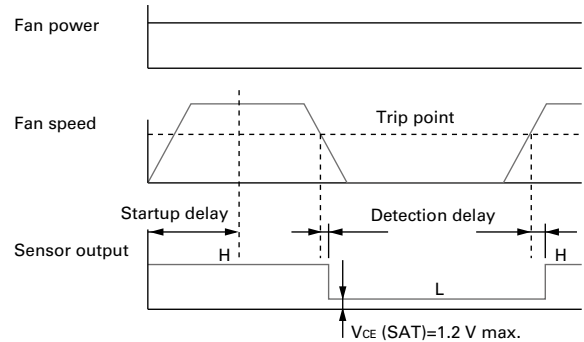 Fan power
Fan speed
Trip point
Startup delay
Detection delay
Sensor output
H
H
L
VCE (SAT)=1.2 V max.